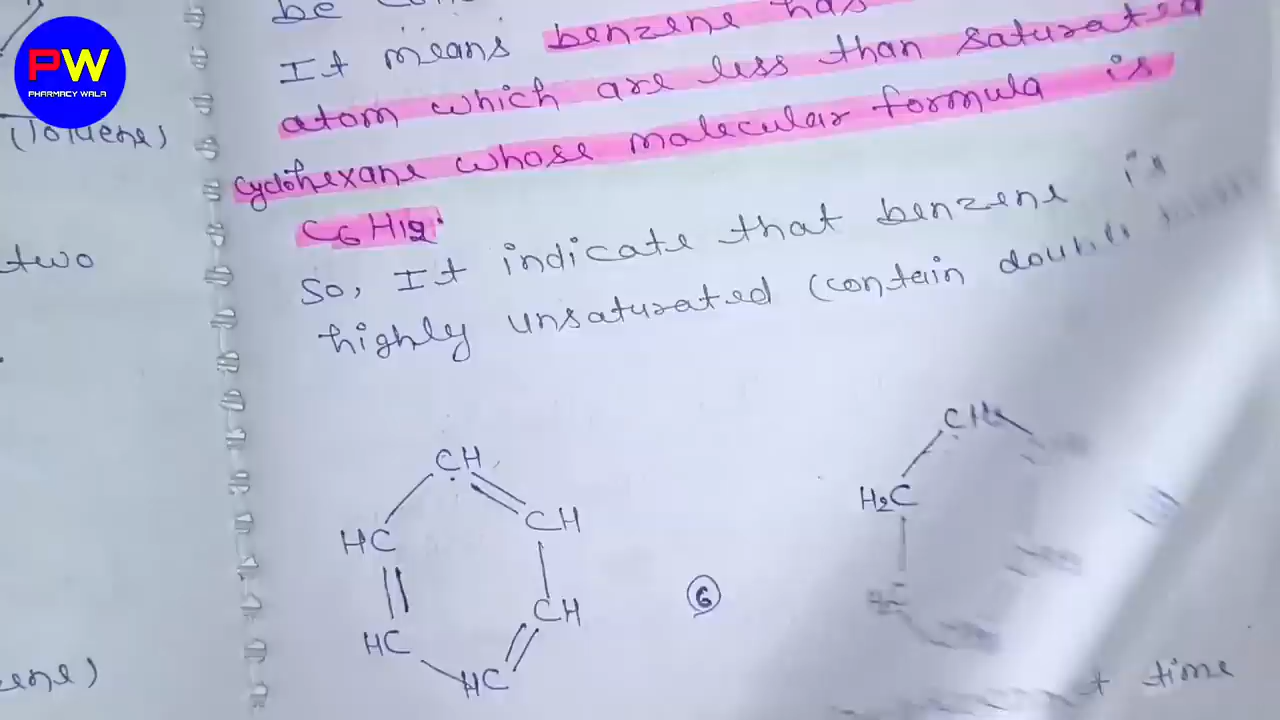 PW
PHARMACY WALA
(Toluene)
two
ene)
be
It means benzene has
atom which are less than saturated
cyclohexane whose molecular formula is
C6H12.
So, It indicate that benzene is
highly unsaturated (contain double
CH
HC
CH
CH
HC
HC
6
CH2
H2C
time